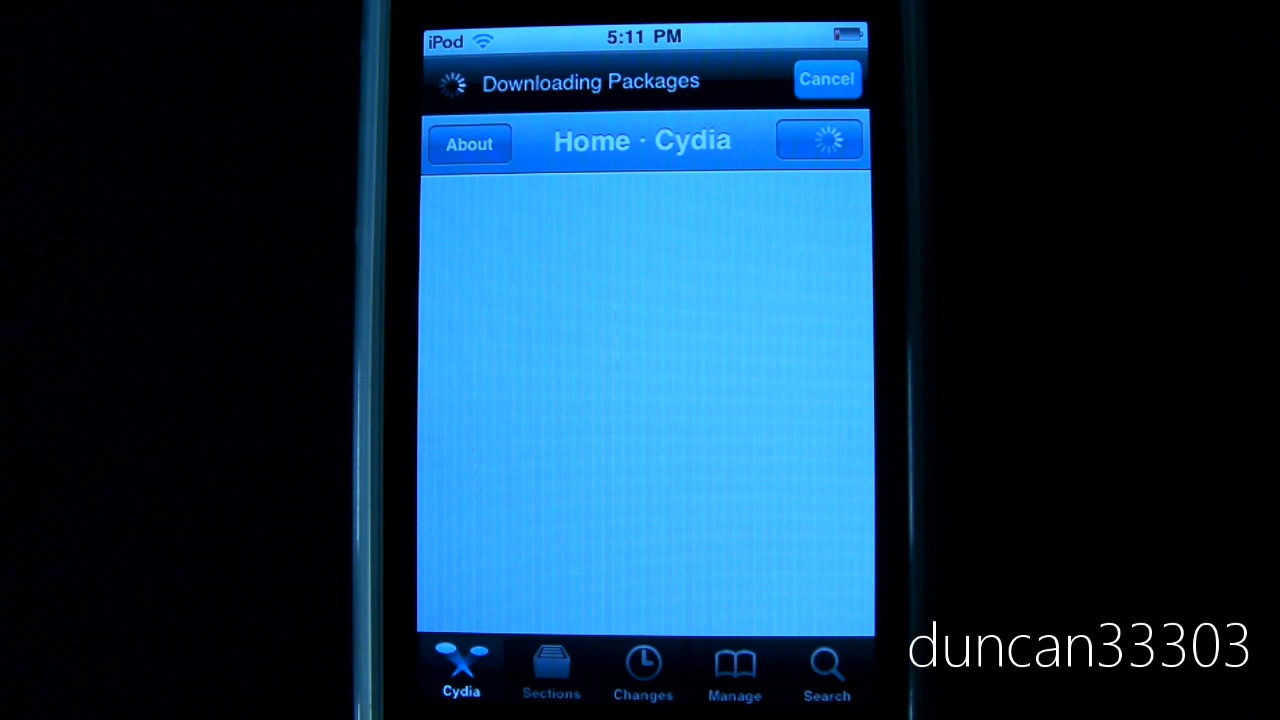 iPod 5:11 PM
Downloading Packages Cancel
About Home · Cydia
duncan33303
Cydia Sections Changes Manage Search